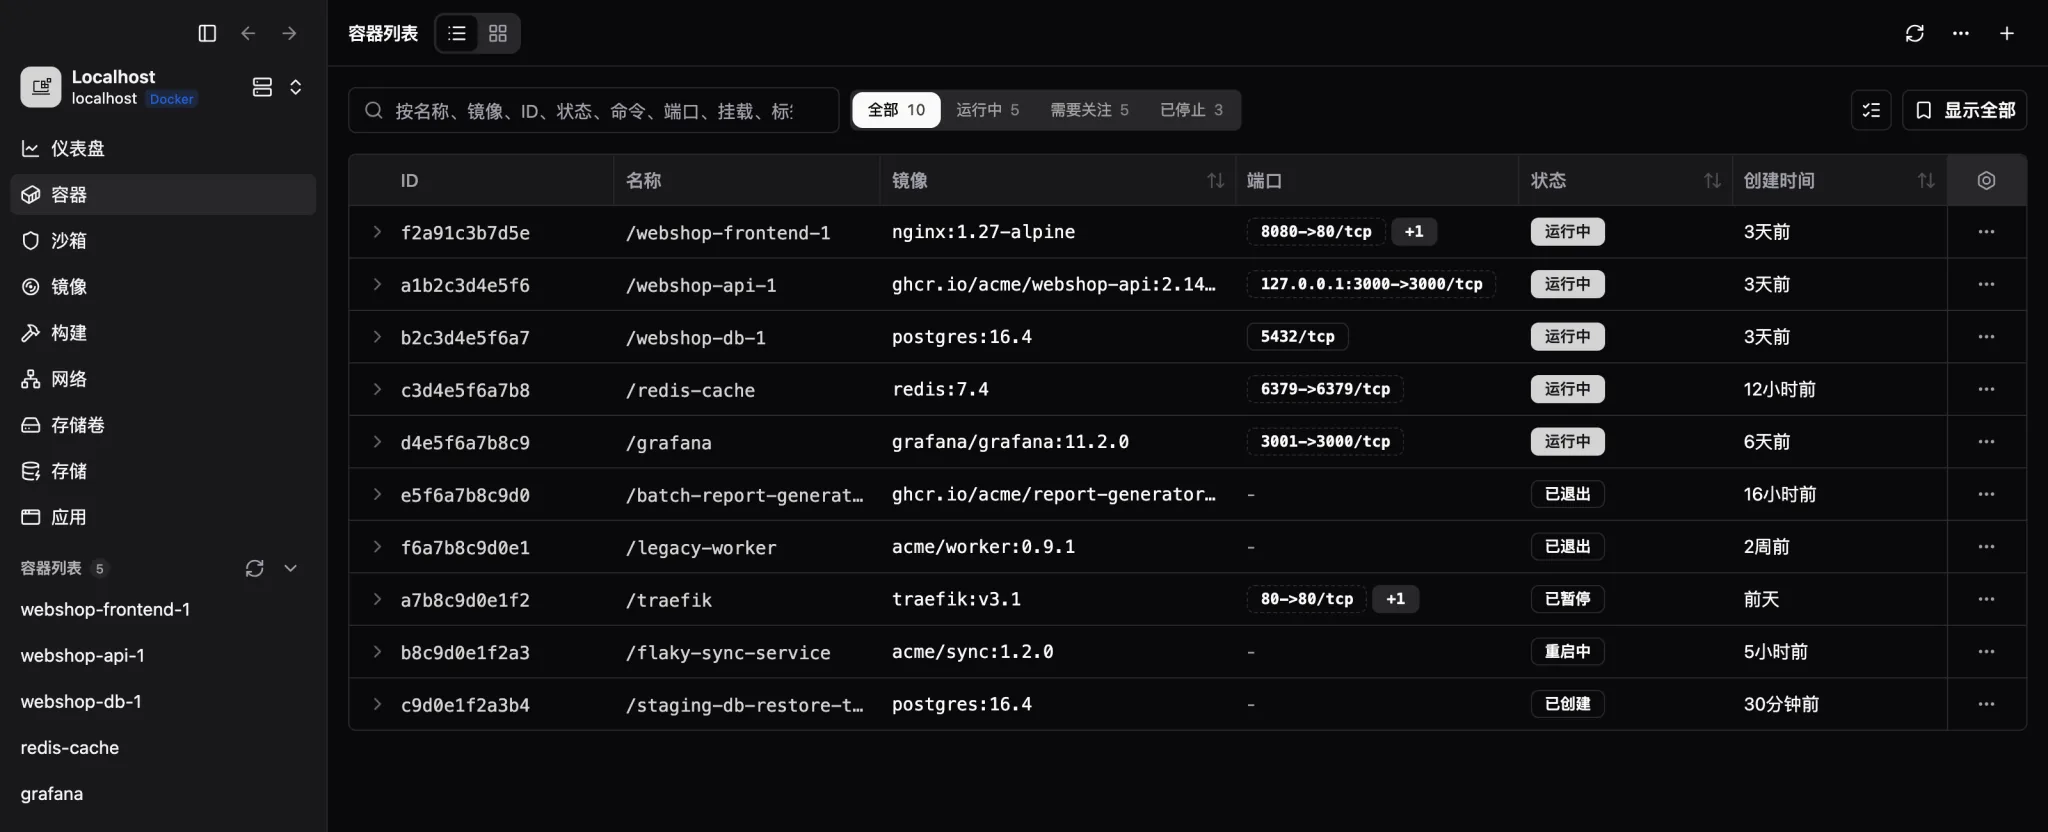 Localhost
localhost Docker
仪表盘
容器
沙箱
镜像
构建
网络
存储卷
存储
应用
容器列表 5
webshop-frontend-1
webshop-api-1
webshop-db-1
redis-cache
grafana
容器列表
按名称、镜像、ID、状态、命令、端口、挂载、标
全部 10 运行中 5 需要关注 5 已停止 3
显示全部
ID 名称 镜像 端口 状态 创建时间
f2a91c3b7d5e /webshop-frontend-1 nginx:1.27-alpine 8080->80/tcp +1 运行中 3天前
a1b2c3d4e5f6 /webshop-api-1 ghcr.io/acme/webshop-api:2.14… 127.0.0.1:3000->3000/tcp 运行中 3天前
b2c3d4e5f6a7 /webshop-db-1 postgres:16.4 5432/tcp 运行中 3天前
c3d4e5f6a7b8 /redis-cache redis:7.4 6379->6379/tcp 运行中 12小时前
d4e5f6a7b8c9 /grafana grafana/grafana:11.2.0 3001->3000/tcp 运行中 6天前
e5f6a7b8c9d0 /batch-report-generat… ghcr.io/acme/report-generator… - 已退出 16小时前
f6a7b8c9d0e1 /legacy-worker acme/worker:0.9.1 - 已退出 2周前
a7b8c9d0e1f2 /traefik traefik:v3.1 80->80/tcp +1 已暂停 前天
b8c9d0e1f2a3 /flaky-sync-service acme/sync:1.2.0 - 重启中 5小时前
c9d0e1f2a3b4 /staging-db-restore-t… postgres:16.4 - 已创建 30分钟前